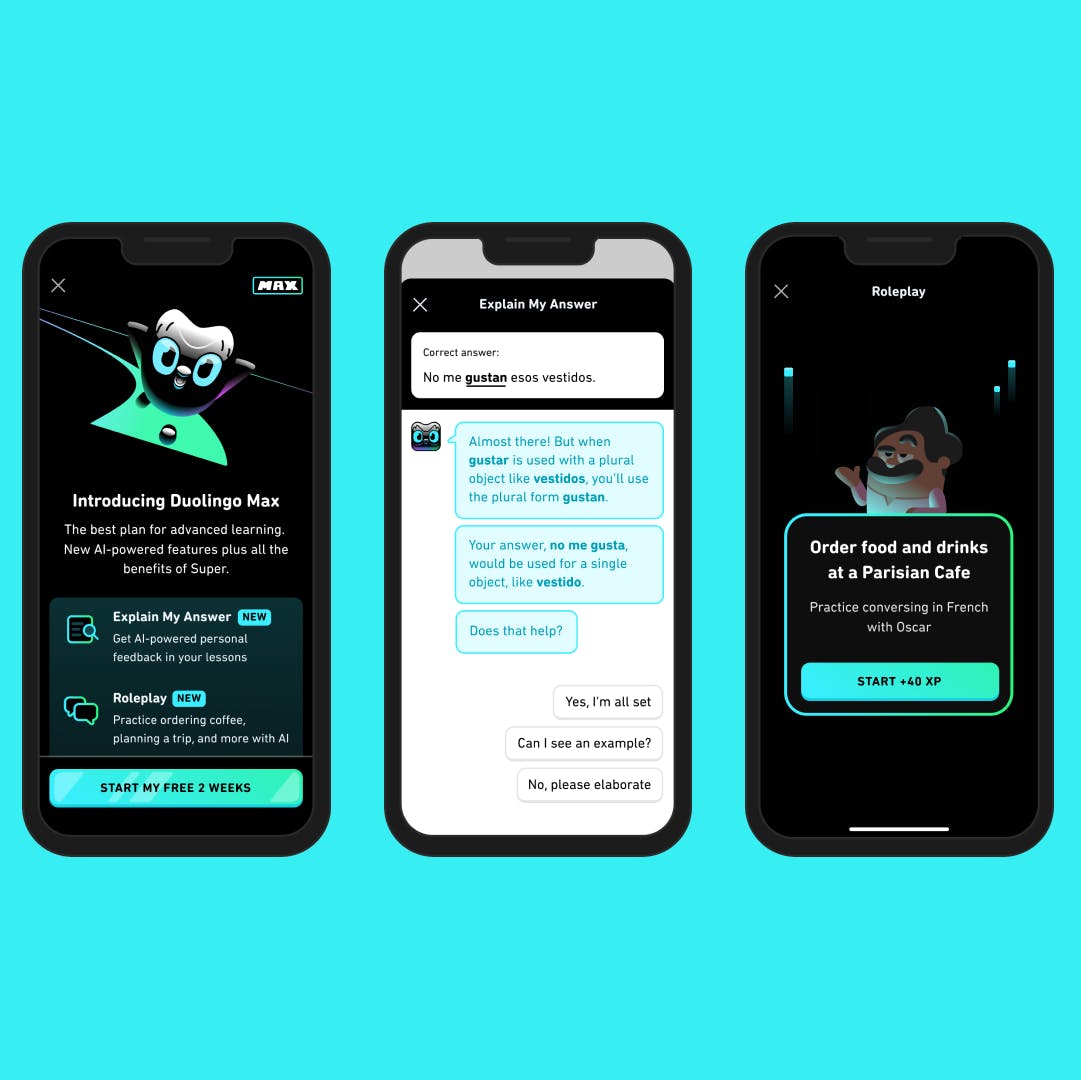 MAX
Introducing Duolingo Max
The best plan for advanced learning.
New AI-powered features plus all the
benefits of Super.
Explain My Answer NEW
Get AI-powered personal
feedback in your lessons
Roleplay NEW
Practice ordering coffee,
planning a trip, and more with AI
START MY FREE 2 WEEKS
Explain My Answer
Correct answer:
No me gustan esos vestidos.
Almost there! But when
gustar is used with a plural
object like vestidos, you’ll use
the plural form gustan.
Your answer, no me gusta,
would be used for a single
object, like vestido.
Does that help?
Yes, I’m all set
Can I see an example?
No, please elaborate
Roleplay
Order food and drinks
at a Parisian Cafe
Practice conversing in French
with Oscar
START +40 XP